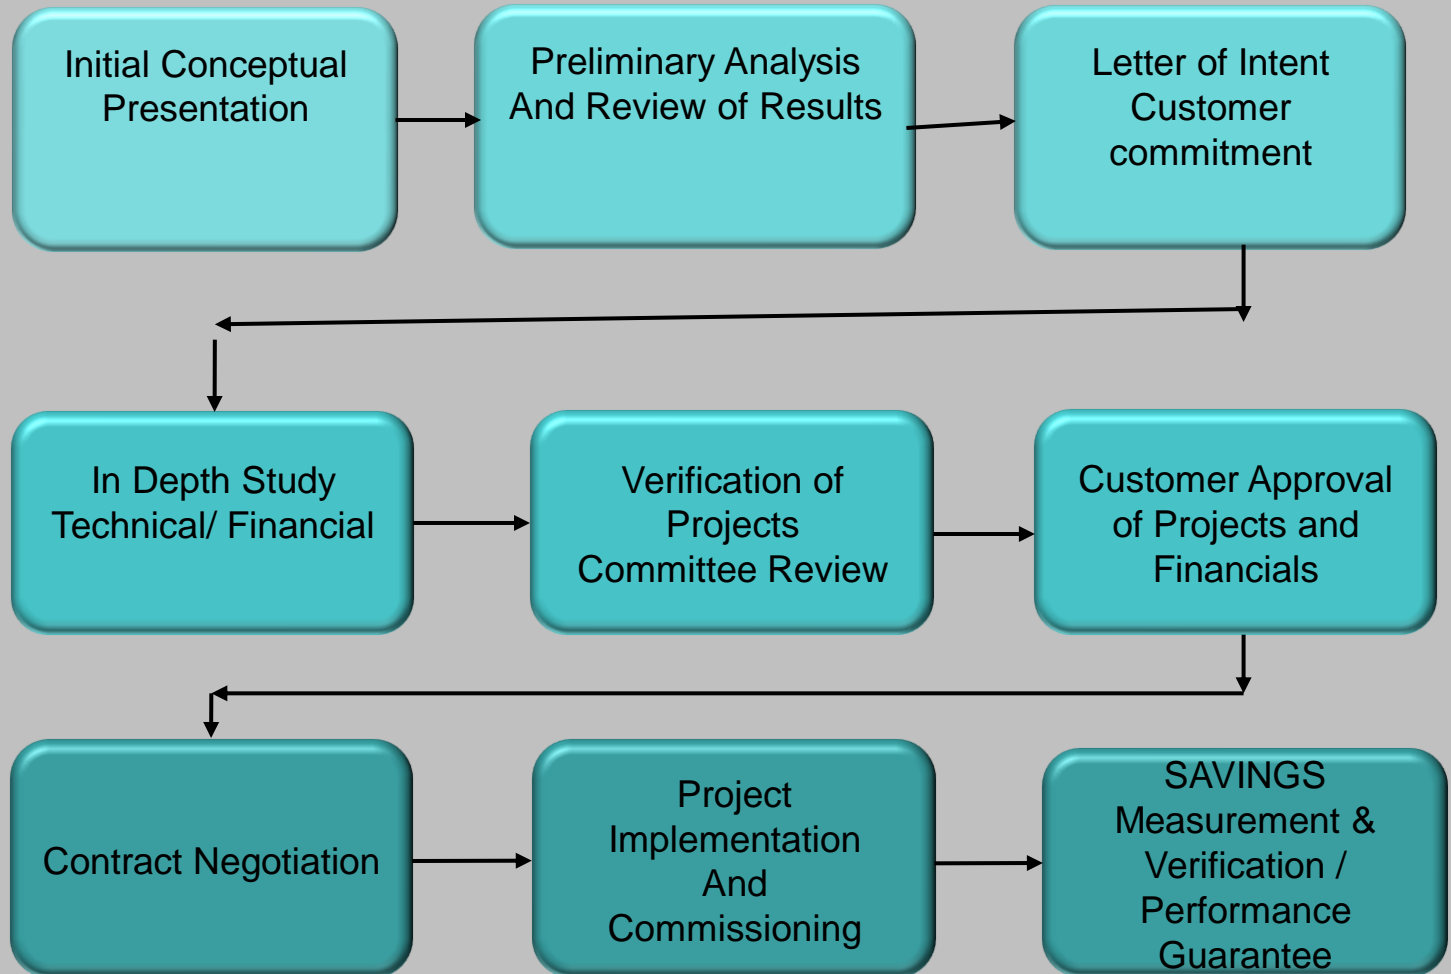 Initial Conceptual
Presentation
Preliminary Analysis
And Review of Results
Letter of Intent
Customer
commitment
In Depth Study
Technical/ Financial
Verification of
Projects
Committee Review
Customer Approval
of Projects and
Financials
Contract Negotiation
Project
Implementation
And
Commissioning
SAVINGS
Measurement &
Verification /
Performance
Guarantee